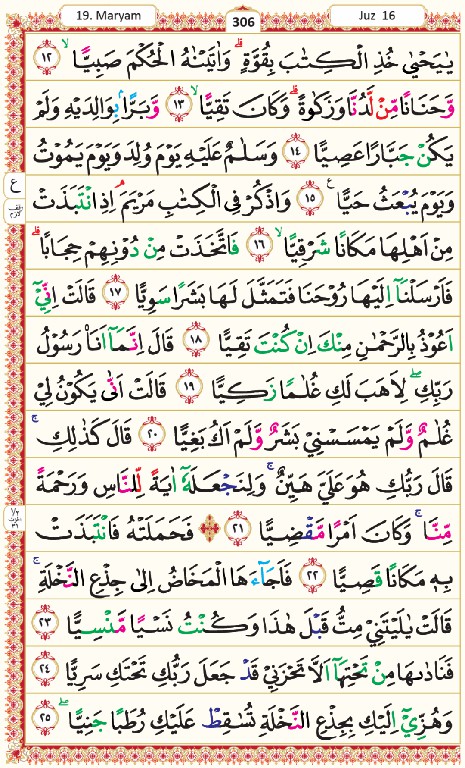 19. Maryam
306
Juz 16
يٰيَحْيٰى خُذِ الْكِتٰبَ بِقُوَّةٍ ۗ وَاٰتَيْنٰهُ الْحُكْمَ صَبِيًّا ۙ ١٢
وَّحَنَانًا مِّنْ لَّدُنَّا وَزَكٰوةً ۗ وَكَانَ تَقِيًّا ۙ ١٣ وَّبَرًّاۢ بِوَالِدَيْهِ وَلَمْ
يَكُنْ جَبَّارًا عَصِيًّا ١٤ وَسَلٰمٌ عَلَيْهِ يَوْمَ وُلِدَ وَيَوْمَ يَمُوْتُ
وَيَوْمَ يُبْعَثُ حَيًّا ࣖ ١٥ وَاذْكُرْ فِى الْكِتٰبِ مَرْيَمَ ۘ اِذِ انْتَبَذَتْ
ع
مِنْ اَهْلِهَا مَكَانًا شَرْقِيًّا ۙ ١٦ فَاتَّخَذَتْ مِنْ دُوْنِهِمْ حِجَابًا ۗ
فَاَرْسَلْنَآ اِلَيْهَا رُوْحَنَا فَتَمَثَّلَ لَهَا بَشَرًا سَوِيًّا ١٧ قَالَتْ اِنِّيْٓ
اَعُوْذُ بِالرَّحْمٰنِ مِنْكَ اِنْ كُنْتَ تَقِيًّا ١٨ قَالَ اِنَّمَآ اَنَا۠ رَسُوْلُ
رَبِّكِ ۖ لِاَهَبَ لَكِ غُلٰمًا زَكِيًّا ١٩ قَالَتْ اَنّٰى يَكُوْنُ لِيْ
غُلٰمٌ وَّلَمْ يَمْسَسْنِيْ بَشَرٌ وَّلَمْ اَكُ بَغِيًّا ٢٠ قَالَ كَذٰلِكِ ۚ
قَالَ رَبُّكِ هُوَ عَلَيَّ هَيِّنٌ ۚ وَلِنَجْعَلَهٗٓ اٰيَةً لِّلنَّاسِ وَرَحْمَةً
مِّنَّا ۚ وَكَانَ اَمْرًا مَّقْضِيًّا ٢١ ۞ فَحَمَلَتْهُ فَانْتَبَذَتْ
بِهٖ مَكَانًا قَصِيًّا ٢٢ فَاَجَاۤءَهَا الْمَخَاضُ اِلٰى جِذْعِ النَّخْلَةِ ۚ
قَالَتْ يٰلَيْتَنِيْ مِتُّ قَبْلَ هٰذَا وَكُنْتُ نَسْيًا مَّنْسِيًّا ٢٣
فَنَادٰىهَا مِنْ تَحْتِهَآ اَلَّا تَحْزَنِيْ قَدْ جَعَلَ رَبُّكِ تَحْتَكِ سَرِيًّا ٢٤
وَهُزِّيْٓ اِلَيْكِ بِجِذْعِ النَّخْلَةِ تُسٰقِطْ عَلَيْكِ رُطَبًا جَنِيًّا ۖ ٢٥